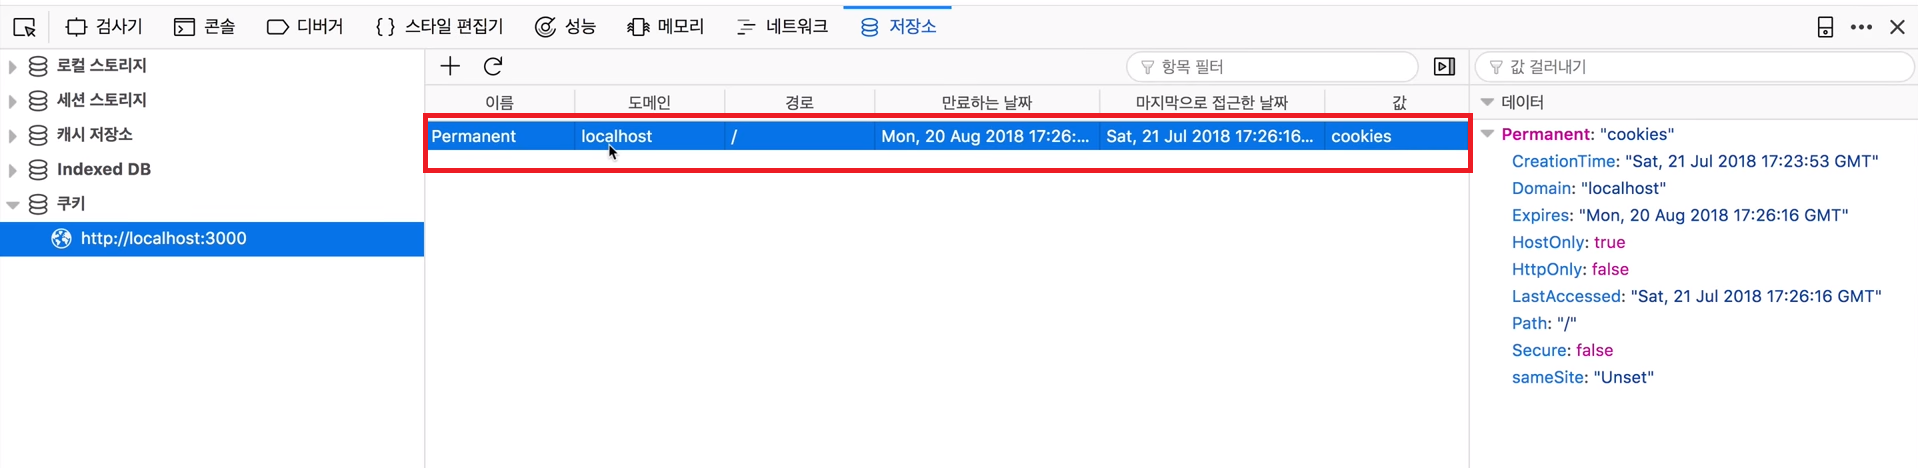 검사기 콘솔 디버거 {} 스타일 편집기 성능 메모리 네트워크 저장소
로컬 스토리지
세션 스토리지
캐시 저장소
Indexed DB
쿠키
http://localhost:3000
항목 필터
이름 도메인 경로 만료하는 날짜 마지막으로 접근한 날짜 값
Permanent localhost / Mon, 20 Aug 2018 17:26:... Sat, 21 Jul 2018 17:26:16... cookies
값 걸러내기
데이터
Permanent: "cookies"
CreationTime: "Sat, 21 Jul 2018 17:23:53 GMT"
Domain: "localhost"
Expires: "Mon, 20 Aug 2018 17:26:16 GMT"
HostOnly: true
HttpOnly: false
LastAccessed: "Sat, 21 Jul 2018 17:26:16 GMT"
Path: "/"
Secure: false
sameSite: "Unset"